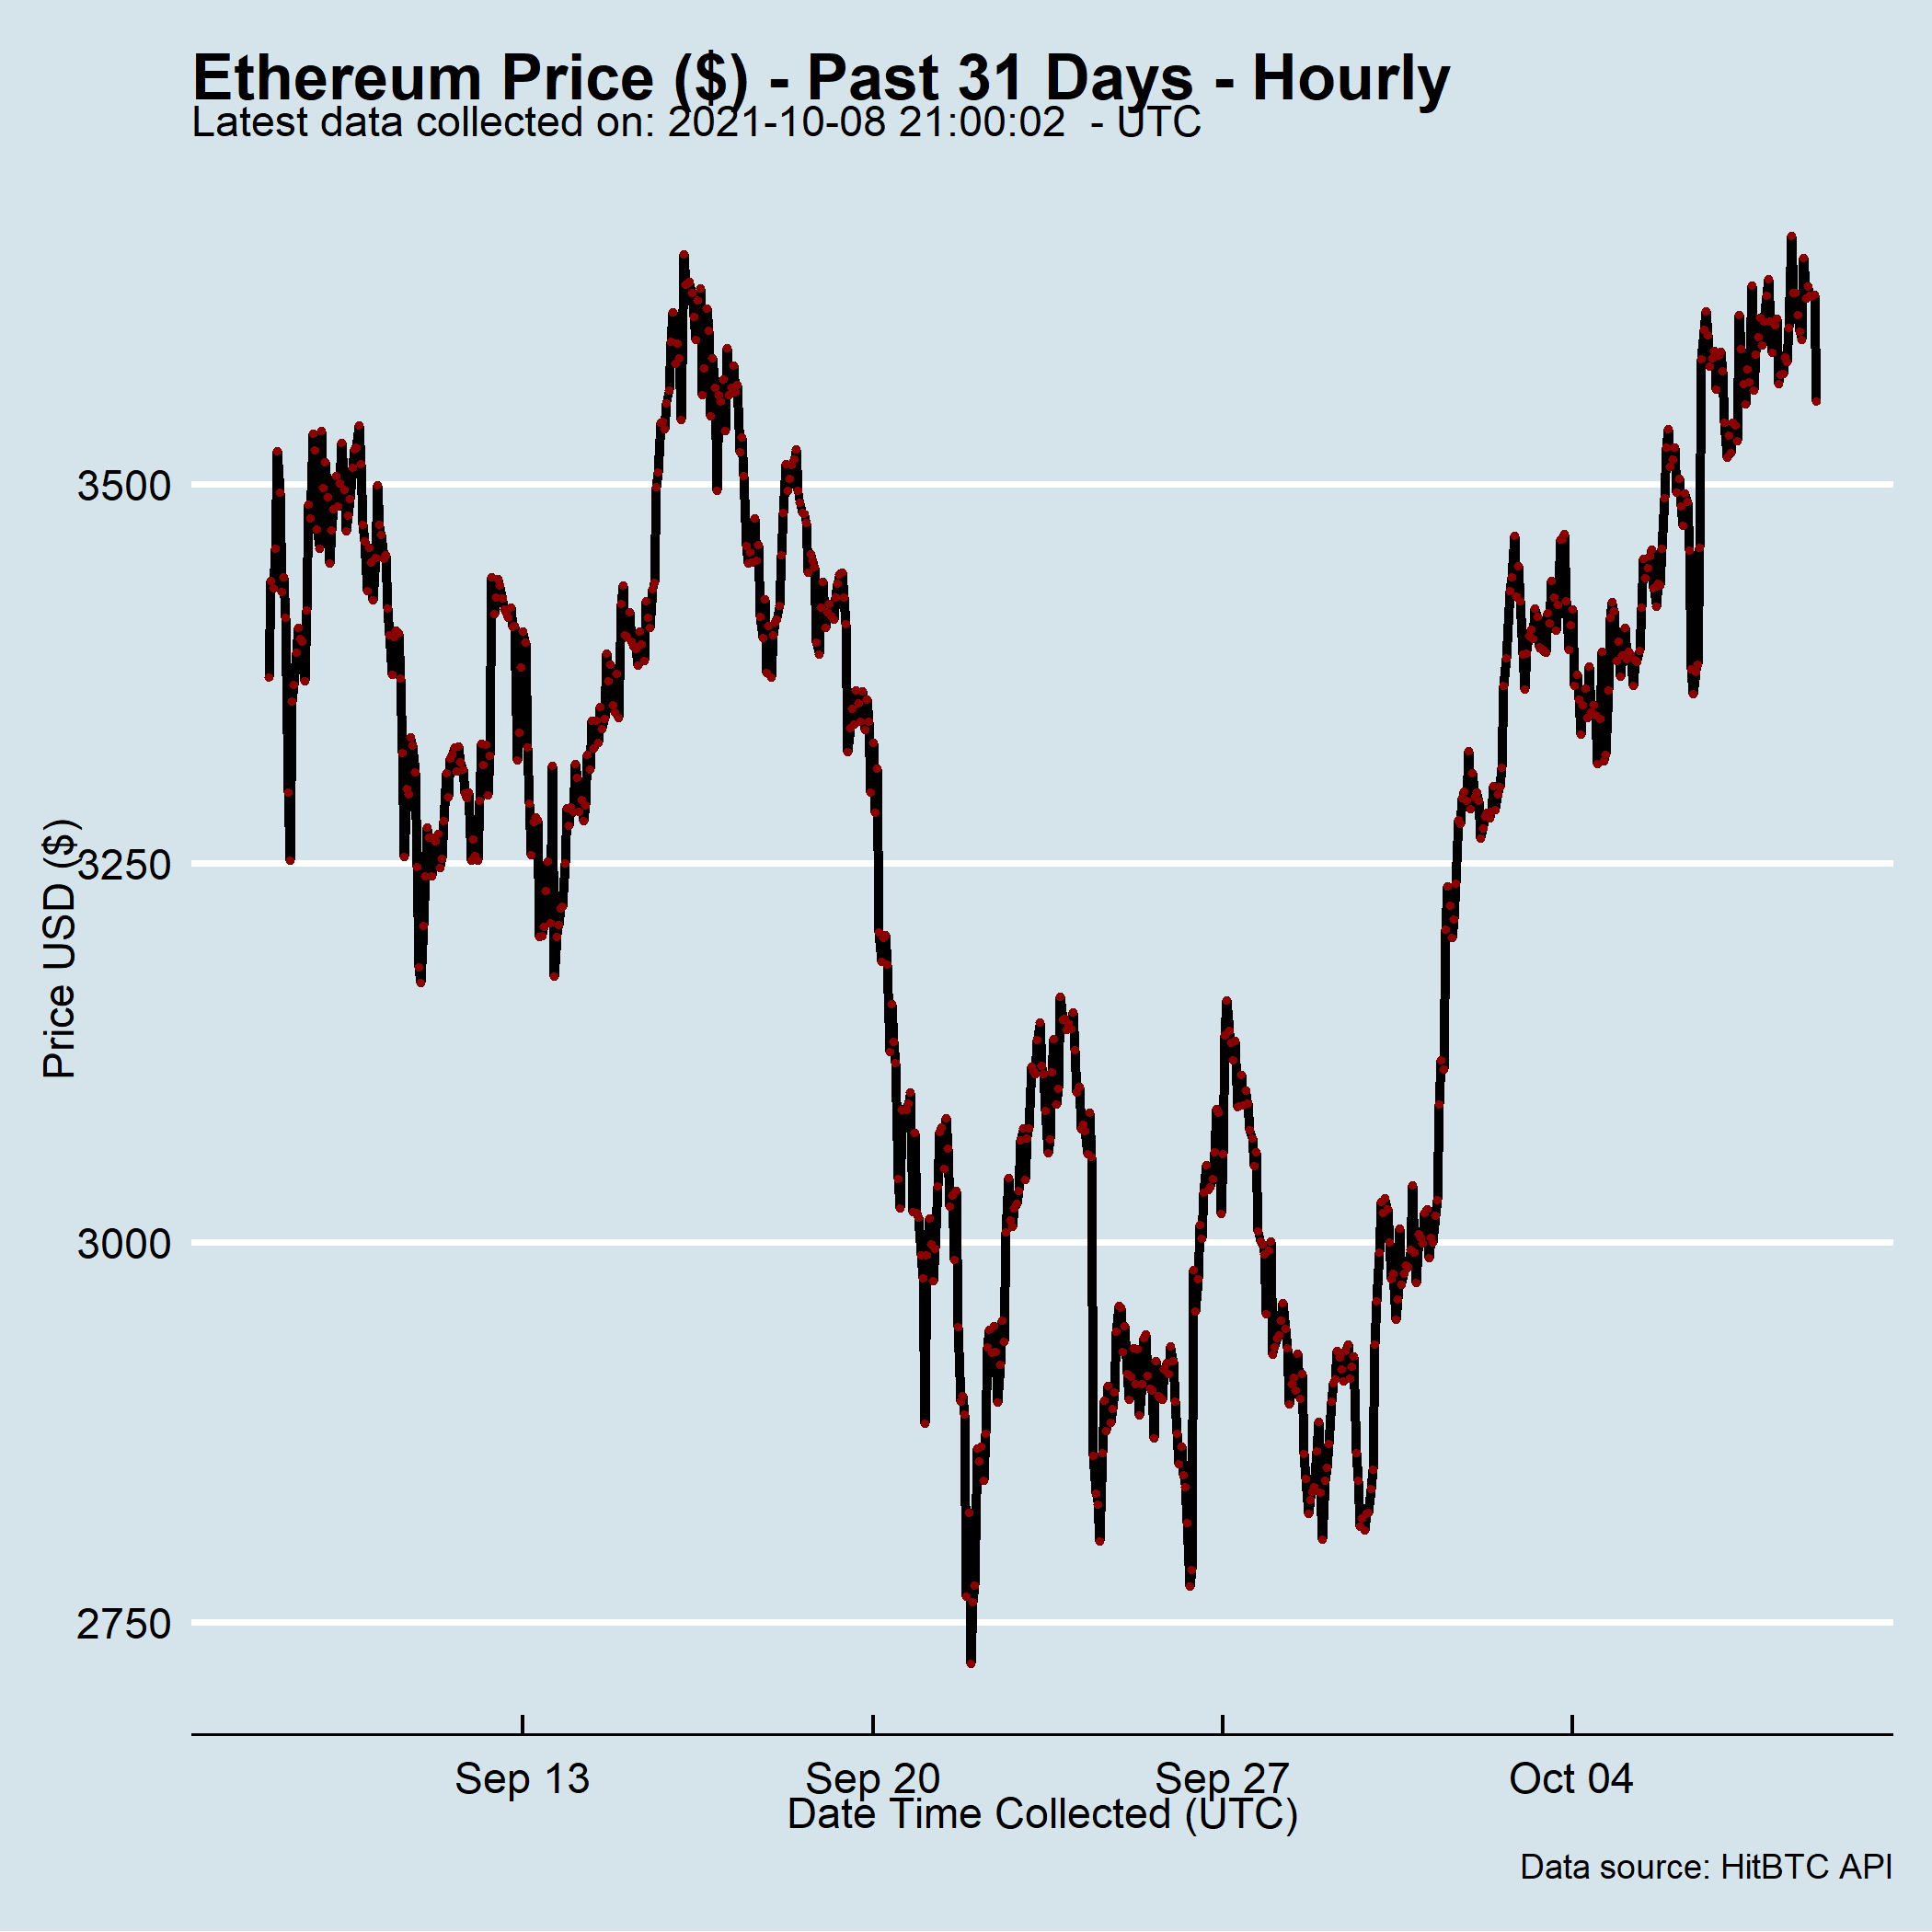 Ethereum Price ($) - Past 31 Days - Hourly
Latest data collected on: 2021-10-08 21:00:02  - UTC
Price USD ($)
3500
3250
3000
2750
Sep 13
Sep 20
Sep 27
Oct 04
Date Time Collected (UTC)
Data source: HitBTC API